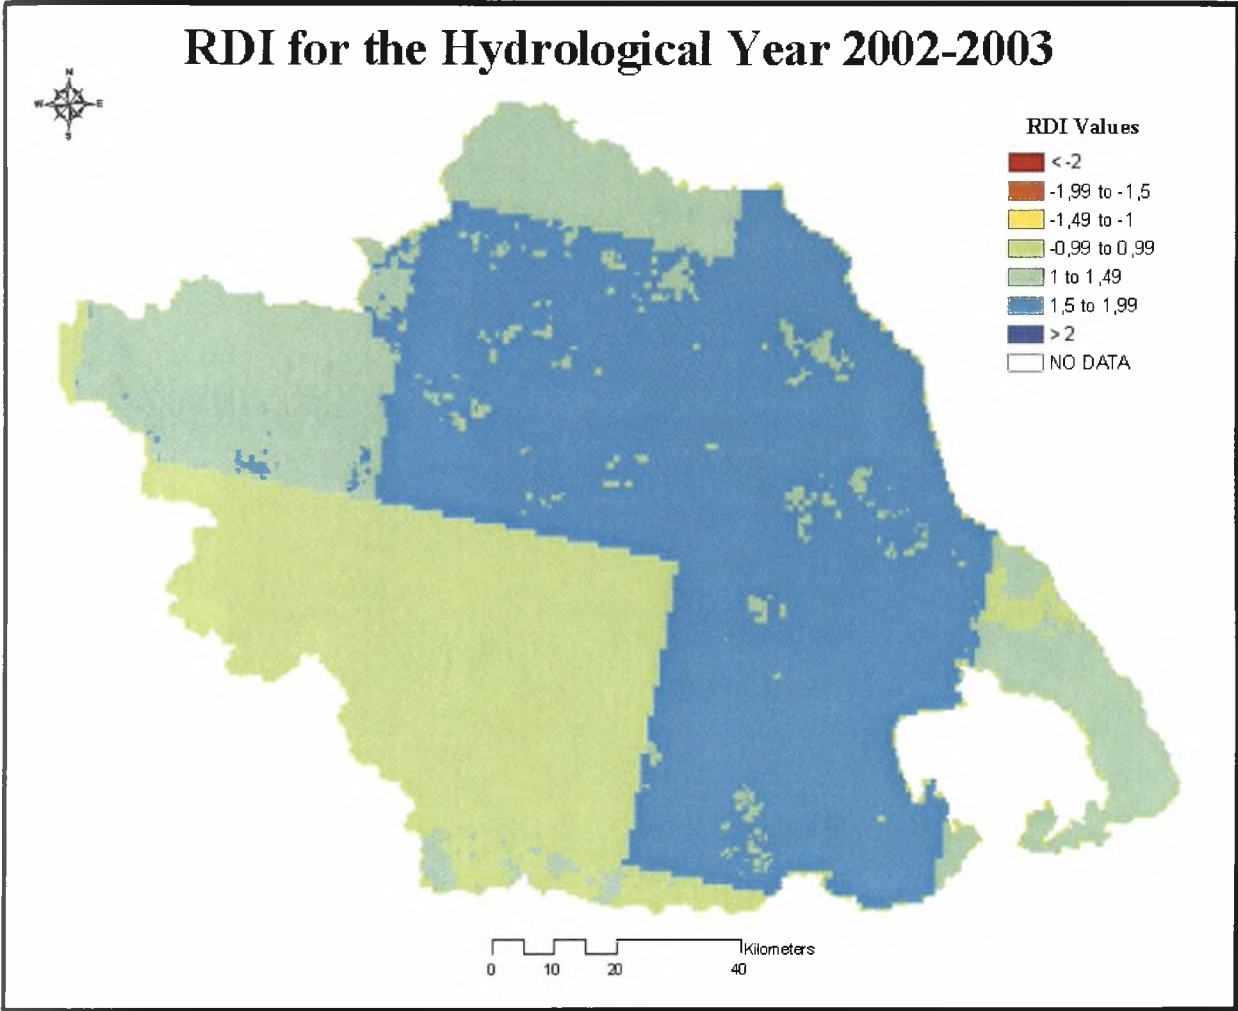 RDI for the Hydrological Year 2002-2003
N
W E
S
RDI Values
< -2
-1,99 to -1,5
-1,49 to -1
-0,99 to 0,99
1 to 1,49
1,5 to 1,99
> 2
NO DATA
Kilometers
0 10 20 40